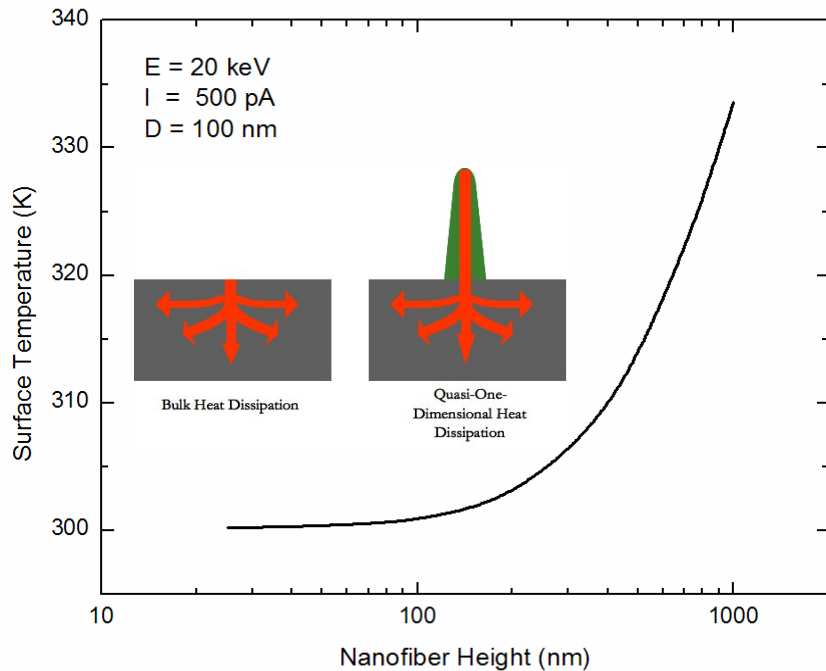 340
330
320
310
300
Surface Temperature (K)
E = 20 keV
I = 500 pA
D = 100 nm
Bulk Heat Dissipation
Quasi-One-
Dimensional Heat
Dissipation
10
100
1000
Nanofiber Height (nm)